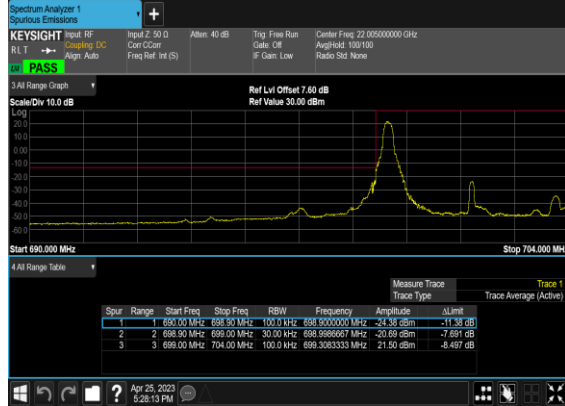 Spectrum Analyzer 1
Spurious Emissions
KEYSIGHT Input: RF Input Z: 50 Ω Atten: 40 dB Trig: Free Run Center Freq: 22.005000000 GHz
RLT Coupling: DC Corr CCorr Gate: Off Avg|Hold: 100/100
Align: Auto Freq Ref: Int (S) IF Gain: Low Radio Std: None
PASS
3 All Range Graph
Ref Lvl Offset 7.60 dB
Scale/Div 10.0 dB Ref Value 30.00 dBm
Log
20.0
10.0
0.00
-10.0
-20.0
-30.0
-40.0
-50.0
-60.0
Start 690.000 MHz Stop 704.000 MH
4 All Range Table
Measure Trace Trace 1
Trace Type Trace Average (Active)
Spur Range Start Freq Stop Freq RBW Frequency Amplitude ΔLimit
1 1 690.00 MHz 698.90 MHz 100.0 kHz 698.9000000 MHz -24.38 dBm -11.38 dB
2 2 698.90 MHz 699.00 MHz 30.00 kHz 698.9986667 MHz -20.69 dBm -7.691 dB
3 3 699.00 MHz 704.00 MHz 100.0 kHz 699.3083333 MHz 21.50 dBm -8.497 dB
? Apr 25, 2023
5:28:13 PM